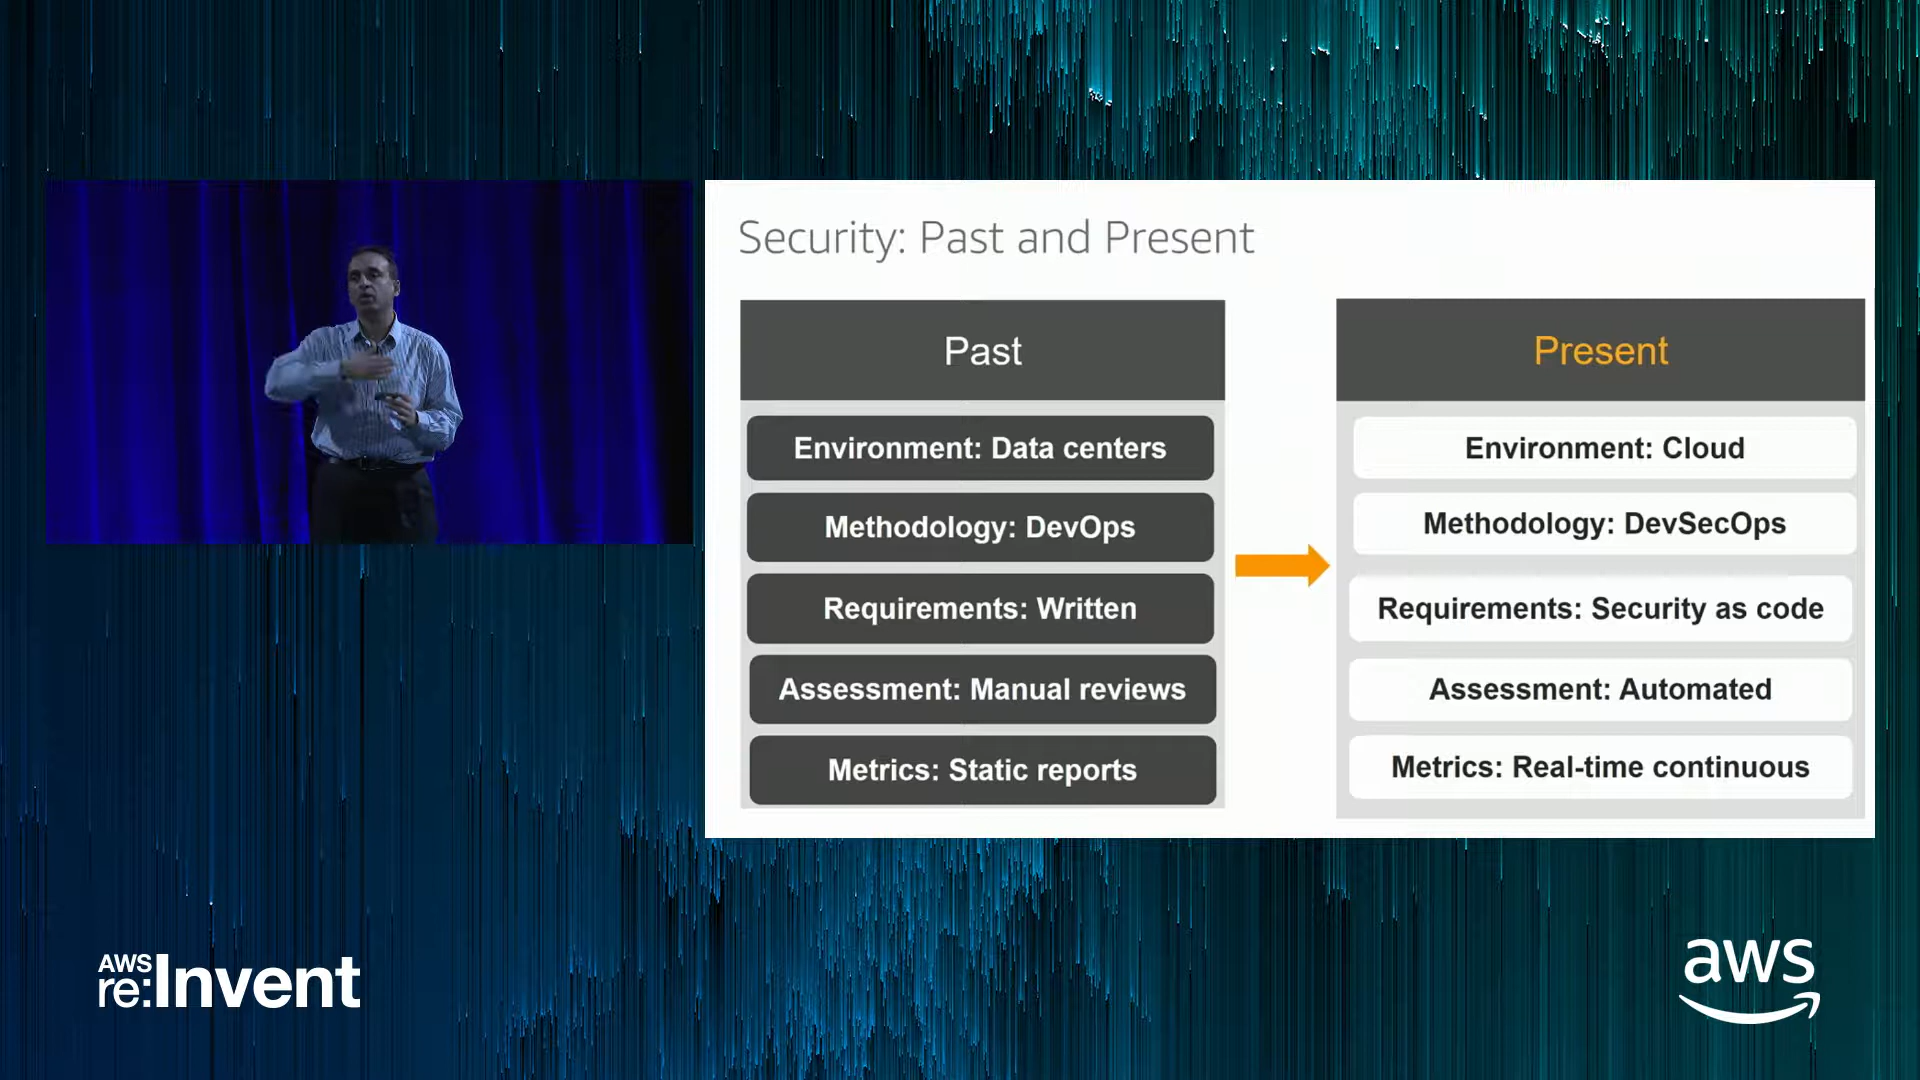 Security: Past and Present
Past
Environment: Data centers
Methodology: DevOps
Requirements: Written
Assessment: Manual reviews
Metrics: Static reports
Present
Environment: Cloud
Methodology: DevSecOps
Requirements: Security as code
Assessment: Automated
Metrics: Real-time continuous
AWS
re:Invent
aws